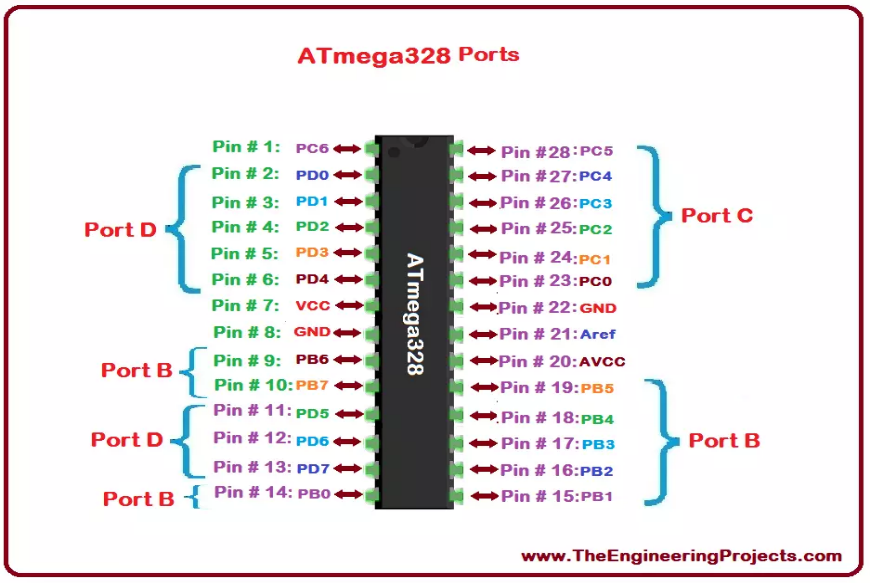 ATmega328 Ports
Pin # 1: PC6
Pin # 2: PD0
Pin # 3: PD1
Pin # 4: PD2
Pin # 5: PD3
Pin # 6: PD4
Port D
Pin # 7: VCC
Pin # 8: GND
Pin # 9: PB6
Pin # 10: PB7
Port B
Pin # 11: PD5
Pin # 12: PD6
Pin # 13: PD7
Port D
Pin # 14: PB0
Port B
ATmega328
Pin #28: PC5
Pin #27: PC4
Pin # 26: PC3
Pin # 25: PC2
Pin # 24: PC1
Pin # 23: PC0
Port C
Pin # 22: GND
Pin # 21: Aref
Pin # 20: AVCC
Pin # 19: PB5
Pin # 18: PB4
Pin # 17: PB3
Pin # 16: PB2
Pin # 15: PB1
Port B
www.TheEngineeringProjects.com